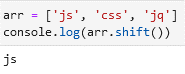 arr = ['js', 'css', 'jq']
console.log(arr.shift())
js